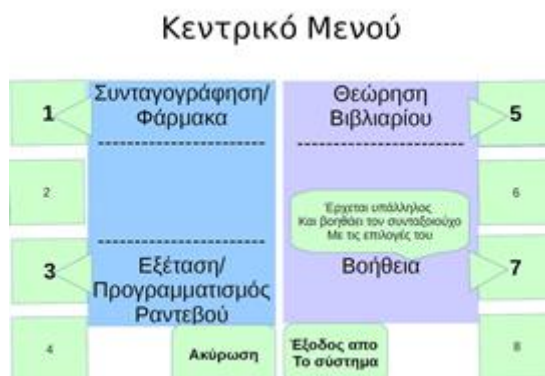 Κεντρικό Μενού
1
Συνταγογράφηση/
Φάρμακα
----------------------
Θεώρηση
Βιβλιαρίου
----------------------
5
2
6
Έρχεται υπάλληλος
Και βοηθάει τον συνταξιούχο
Με τις επιλογές του
----------------------
3
Εξέταση/
Προγραμματισμός
Ραντεβού
Βοήθεια
7
4
Ακύρωση
Έξοδος απο
Το σύστημα
8